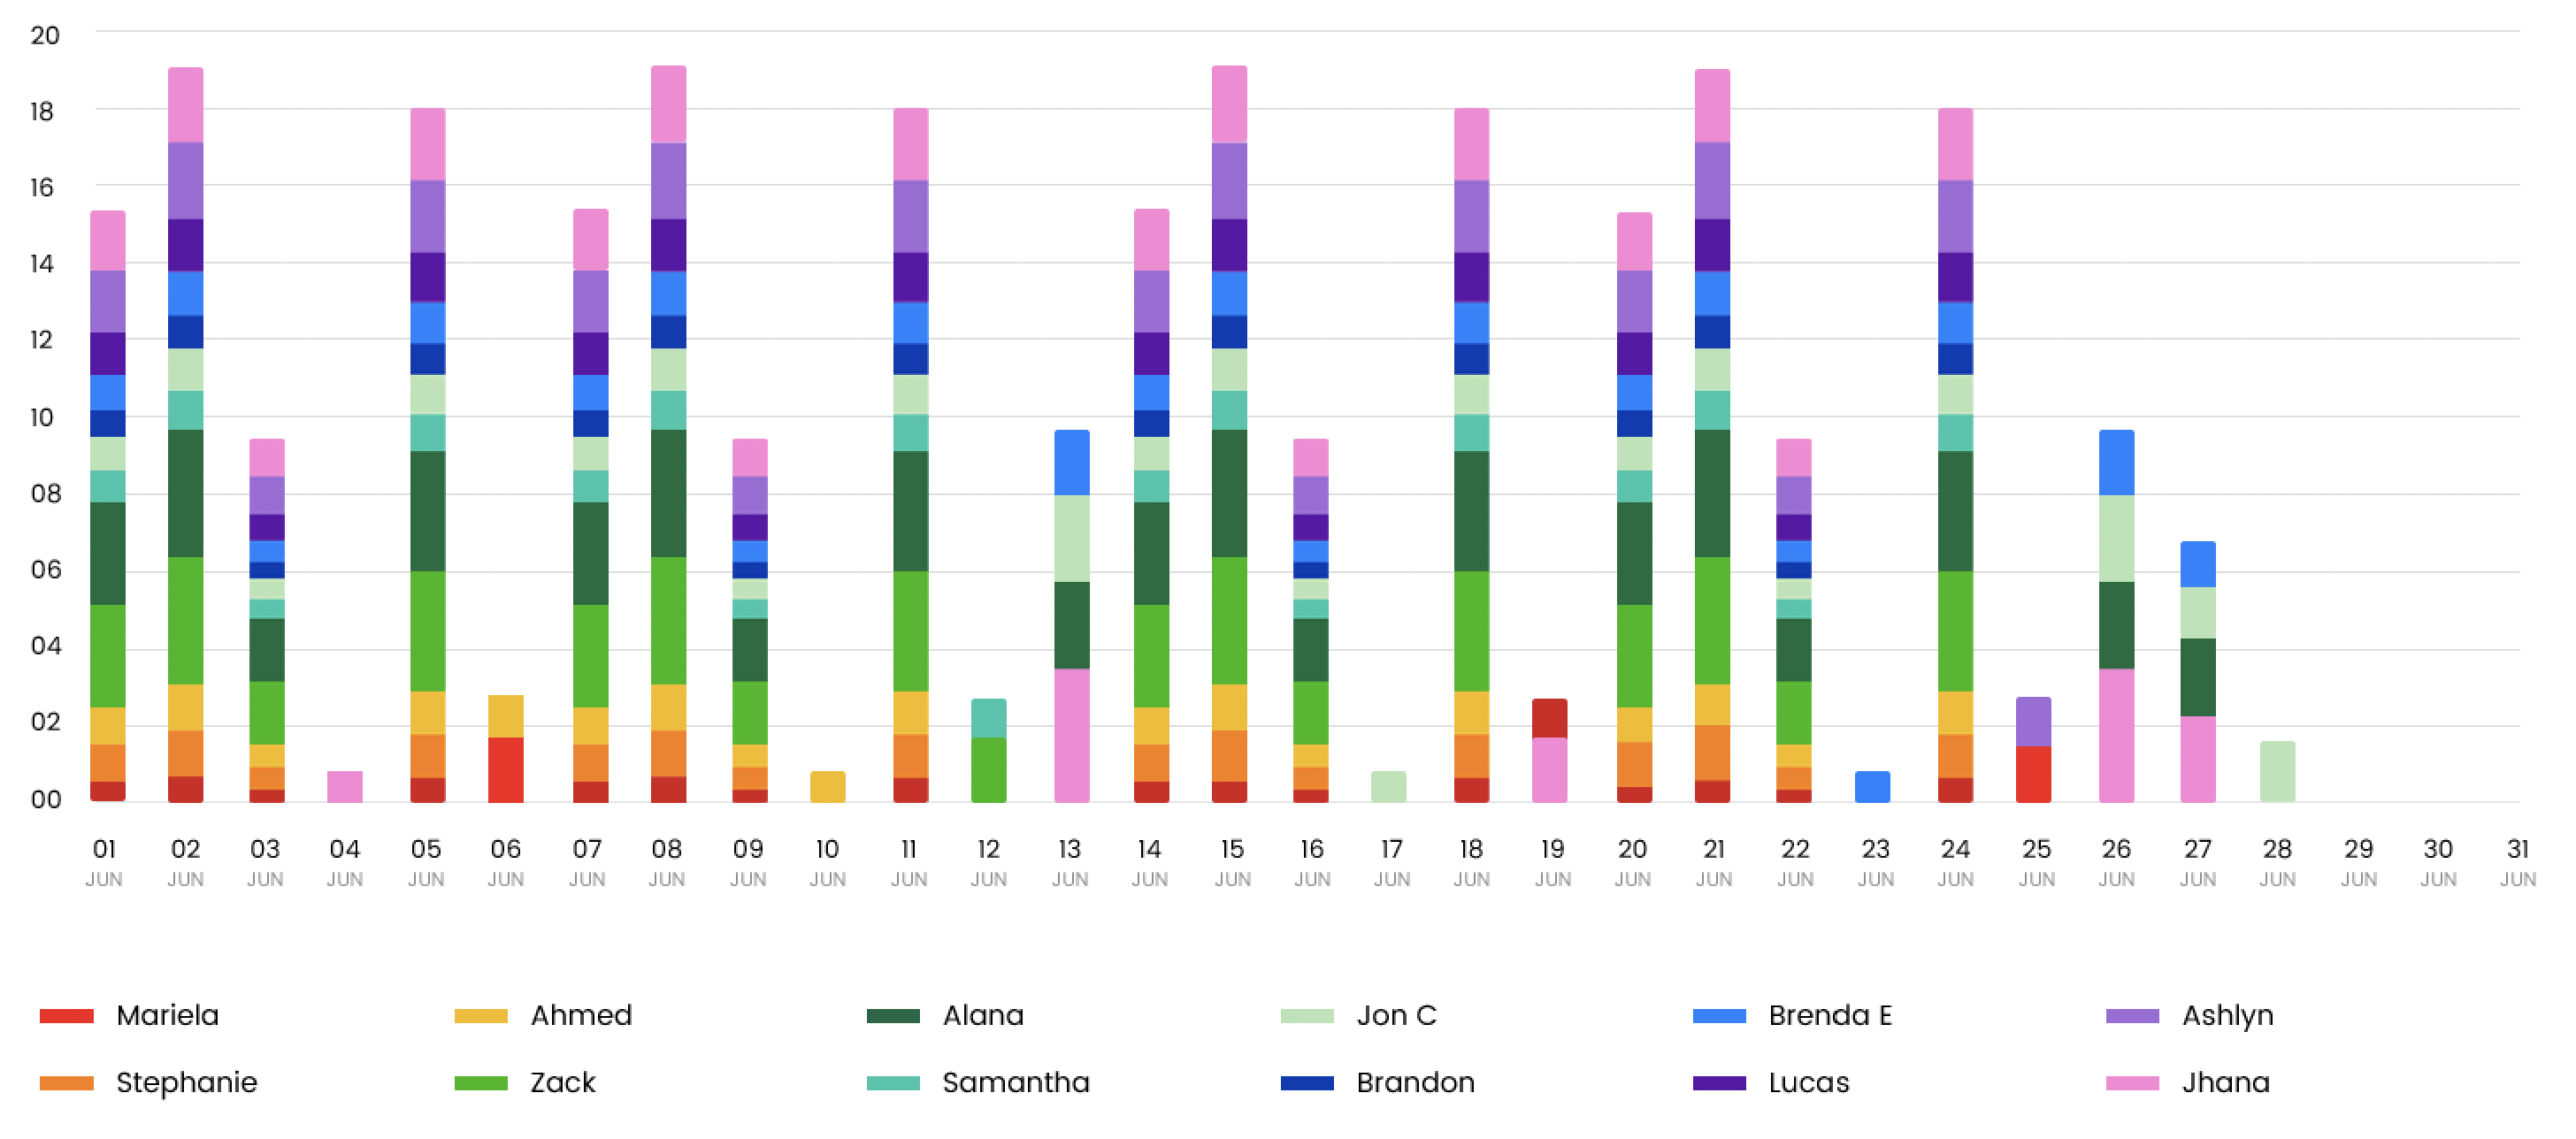 20
18
16
14
12
10
08
06
04
02
00
01 02 03 04 05 06 07 08 09 10 11 12 13 14 15 16 17 18 19 20 21 22 23 24 25 26 27 28 29 30 31
JUN JUN JUN JUN JUN JUN JUN JUN JUN JUN JUN JUN JUN JUN JUN JUN JUN JUN JUN JUN JUN JUN JUN JUN JUN JUN JUN JUN JUN JUN JUN
Mariela Ahmed Alana Jon C Brenda E Ashlyn
Stephanie Zack Samantha Brandon Lucas Jhana